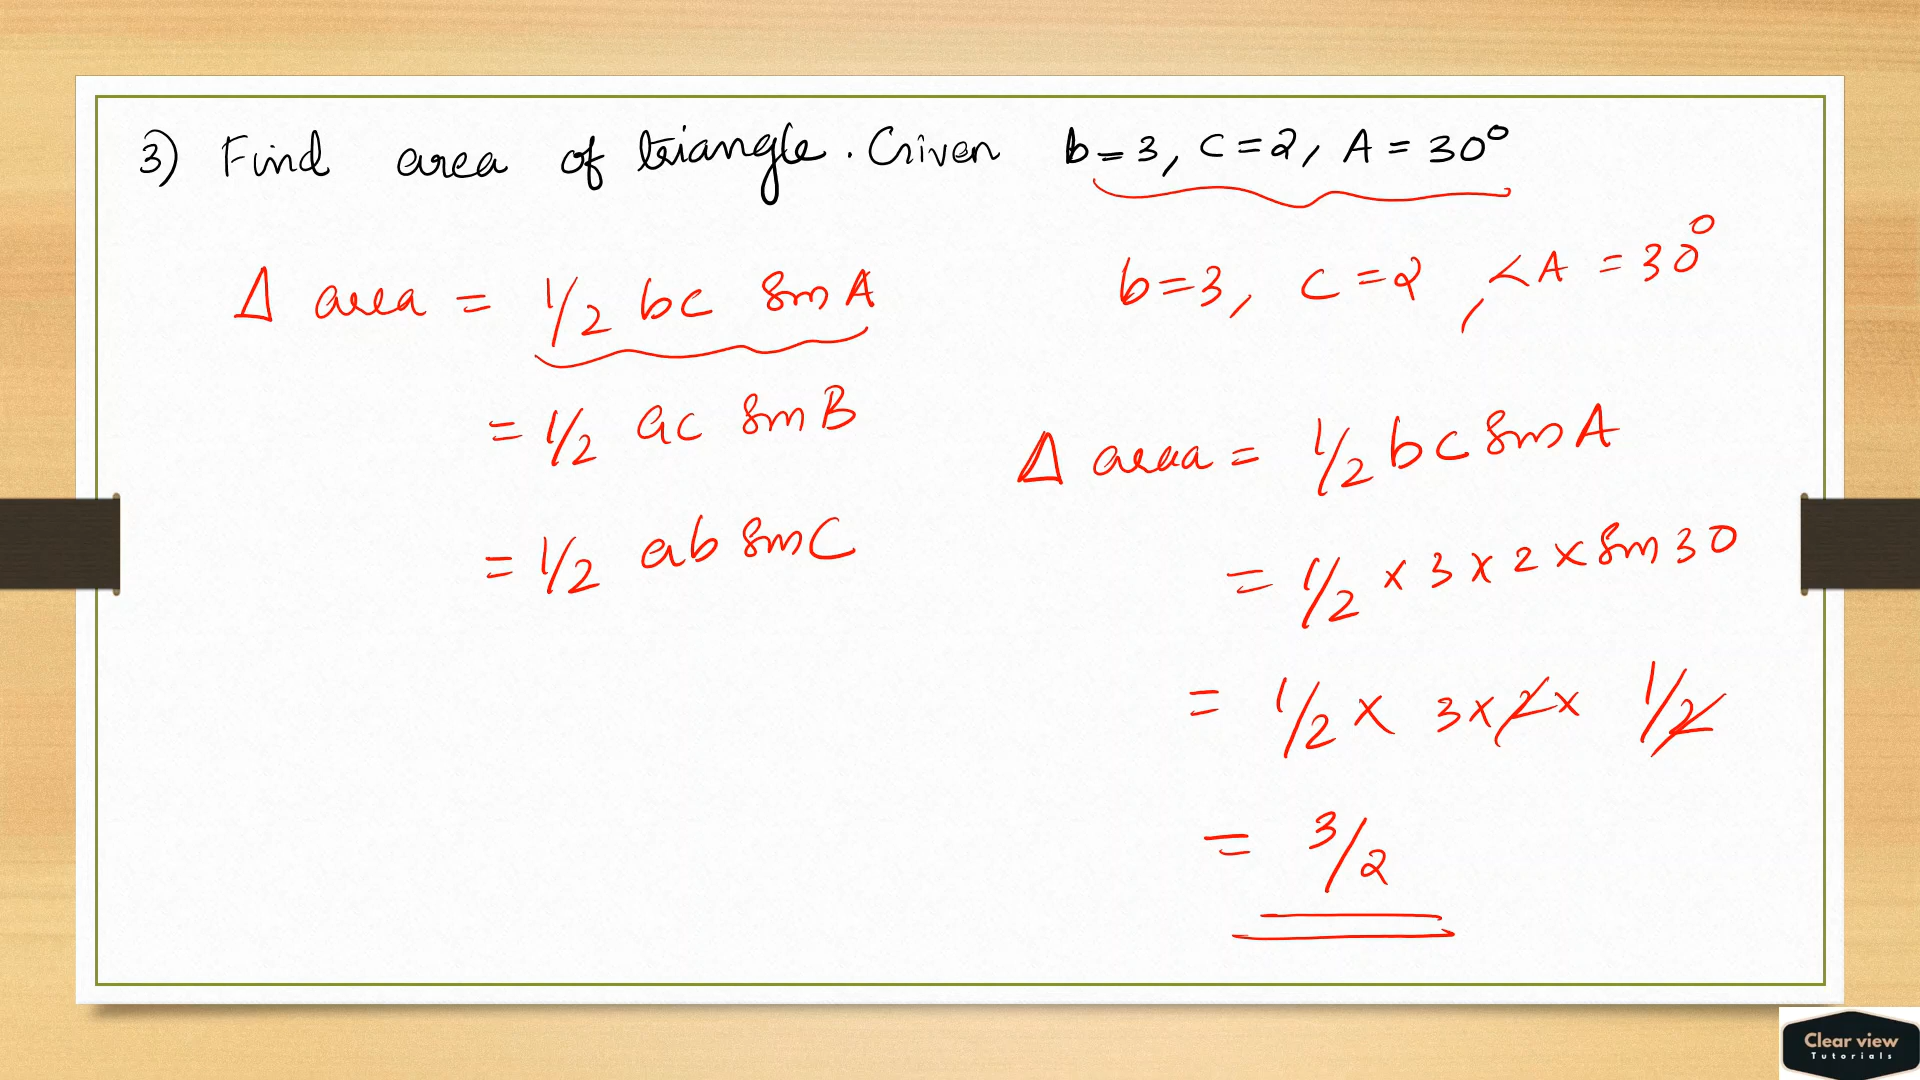 3) Find area of triangle. Given b=3, c=2, A=30°
Δ area = 1/2 bc sin A
= 1/2 ac sin B
= 1/2 ab sin C
b=3, c=2, <A = 30°
Δ area = 1/2 bc sin A
= 1/2 x 3 x 2 x sin 30
= 1/2 x 3 x 2 x 1/2
= 3/2
Clear view
Tutorials